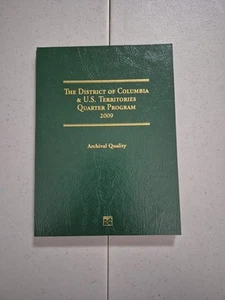 The District of Columbia
& U.S. Territories
Quarter Program
2009
Archival Quality